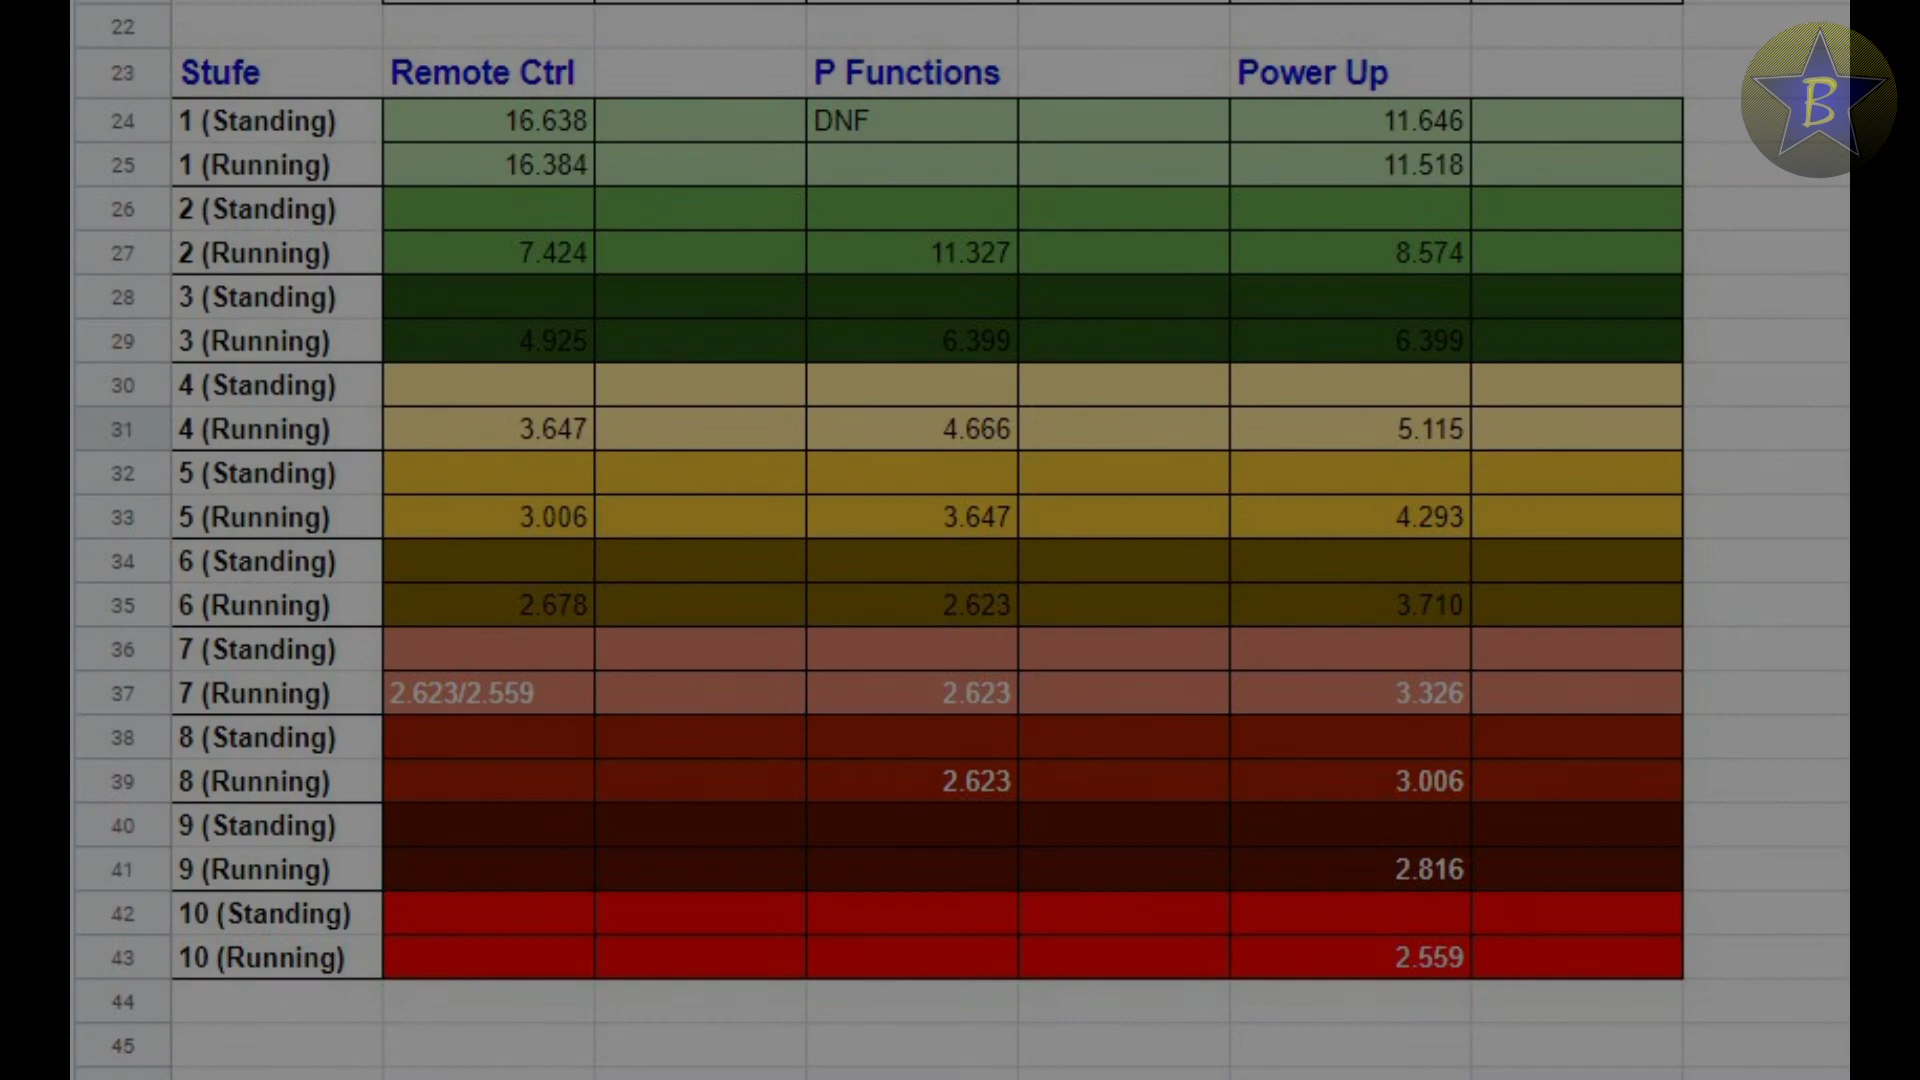 22
23 Stufe Remote Ctrl P Functions Power Up
24 1 (Standing) 16.638 DNF 11.646
25 1 (Running) 16.384 11.518
26 2 (Standing)
27 2 (Running) 7.424 11.327 8.574
28 3 (Standing)
29 3 (Running) 4.925 6.399 6.399
30 4 (Standing)
31 4 (Running) 3.647 4.666 5.115
32 5 (Standing)
33 5 (Running) 3.006 3.647 4.293
34 6 (Standing)
35 6 (Running) 2.678 2.623 3.710
36 7 (Standing)
37 7 (Running) 2.623/2.559 2.623 3.326
38 8 (Standing)
39 8 (Running) 2.623 3.006
40 9 (Standing)
41 9 (Running) 2.816
42 10 (Standing)
43 10 (Running) 2.559
44
45
B